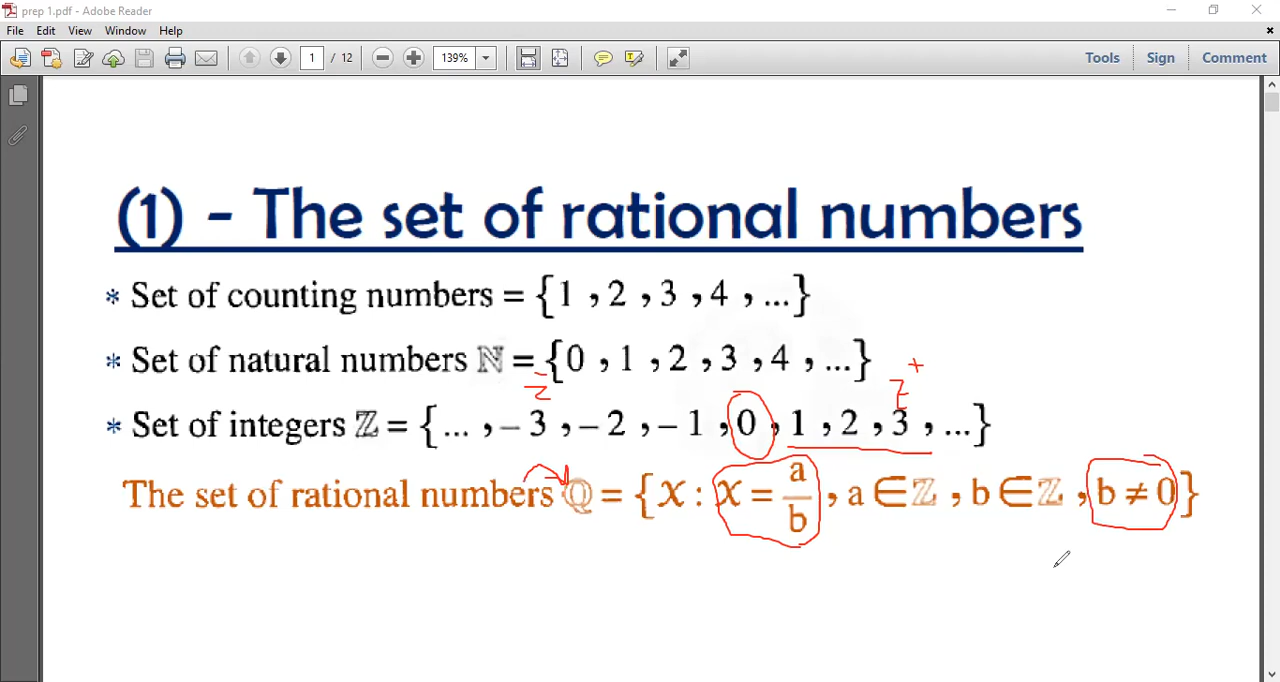 prep 1.pdf - Adobe Reader
File Edit View Window Help
1 / 12 139% Tools Sign Comment
(1) - The set of rational numbers
* Set of counting numbers = {1 , 2 , 3 , 4 , ...}
* Set of natural numbers ℕ = {0 , 1 , 2 , 3 , 4 , ...}
Z⁻ Z⁺
* Set of integers ℤ = {... , – 3 , – 2 , – 1 , 0 , 1 , 2 , 3 , ...}
The set of rational numbers ℚ = {X : X = a/b , a ∈ ℤ , b ∈ ℤ , b ≠ 0}